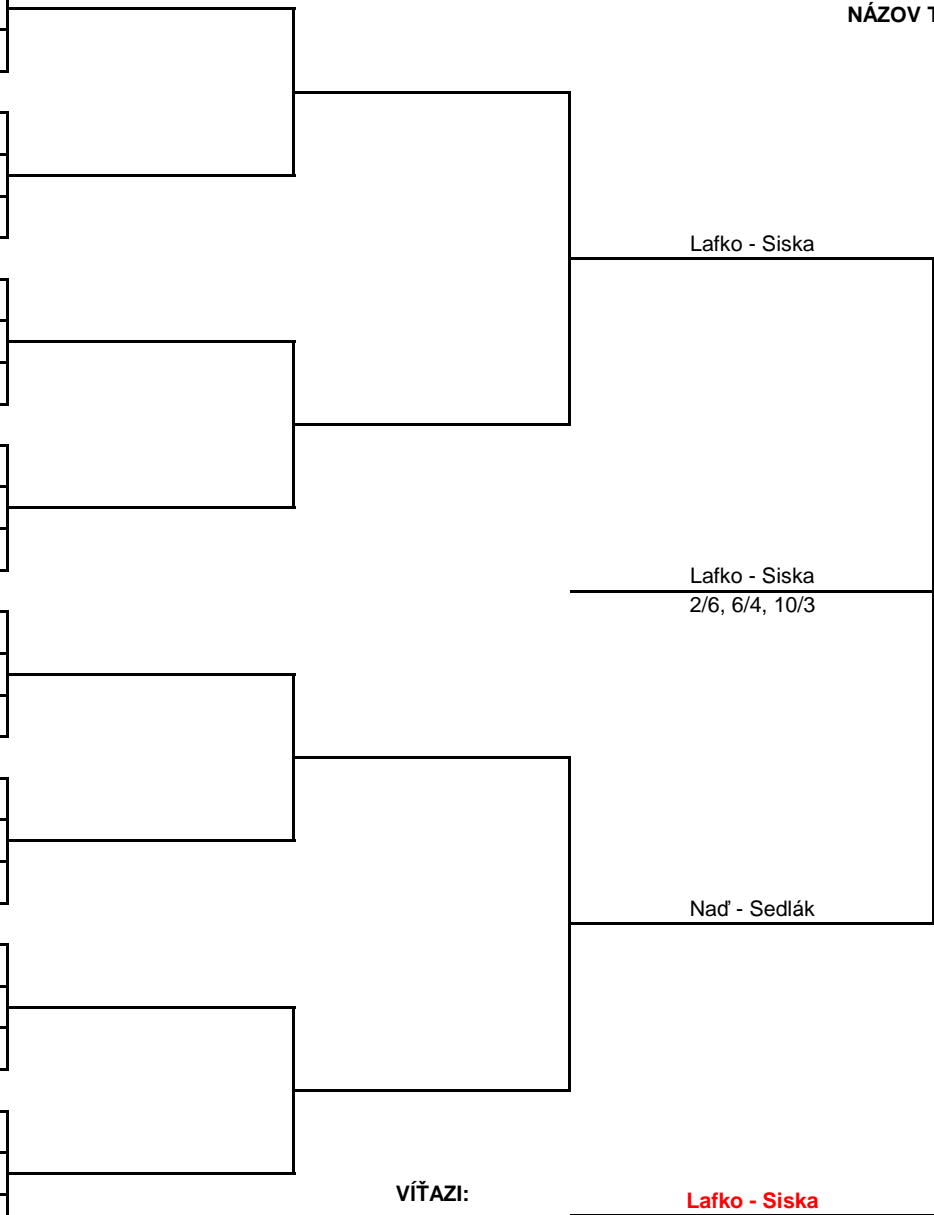 NÁZOV
Lafko - Siska
Lafko - Siska
2/6, 6/4, 10/3
Naď - Sedlák
VÍŤAZI:
Lafko - Siska